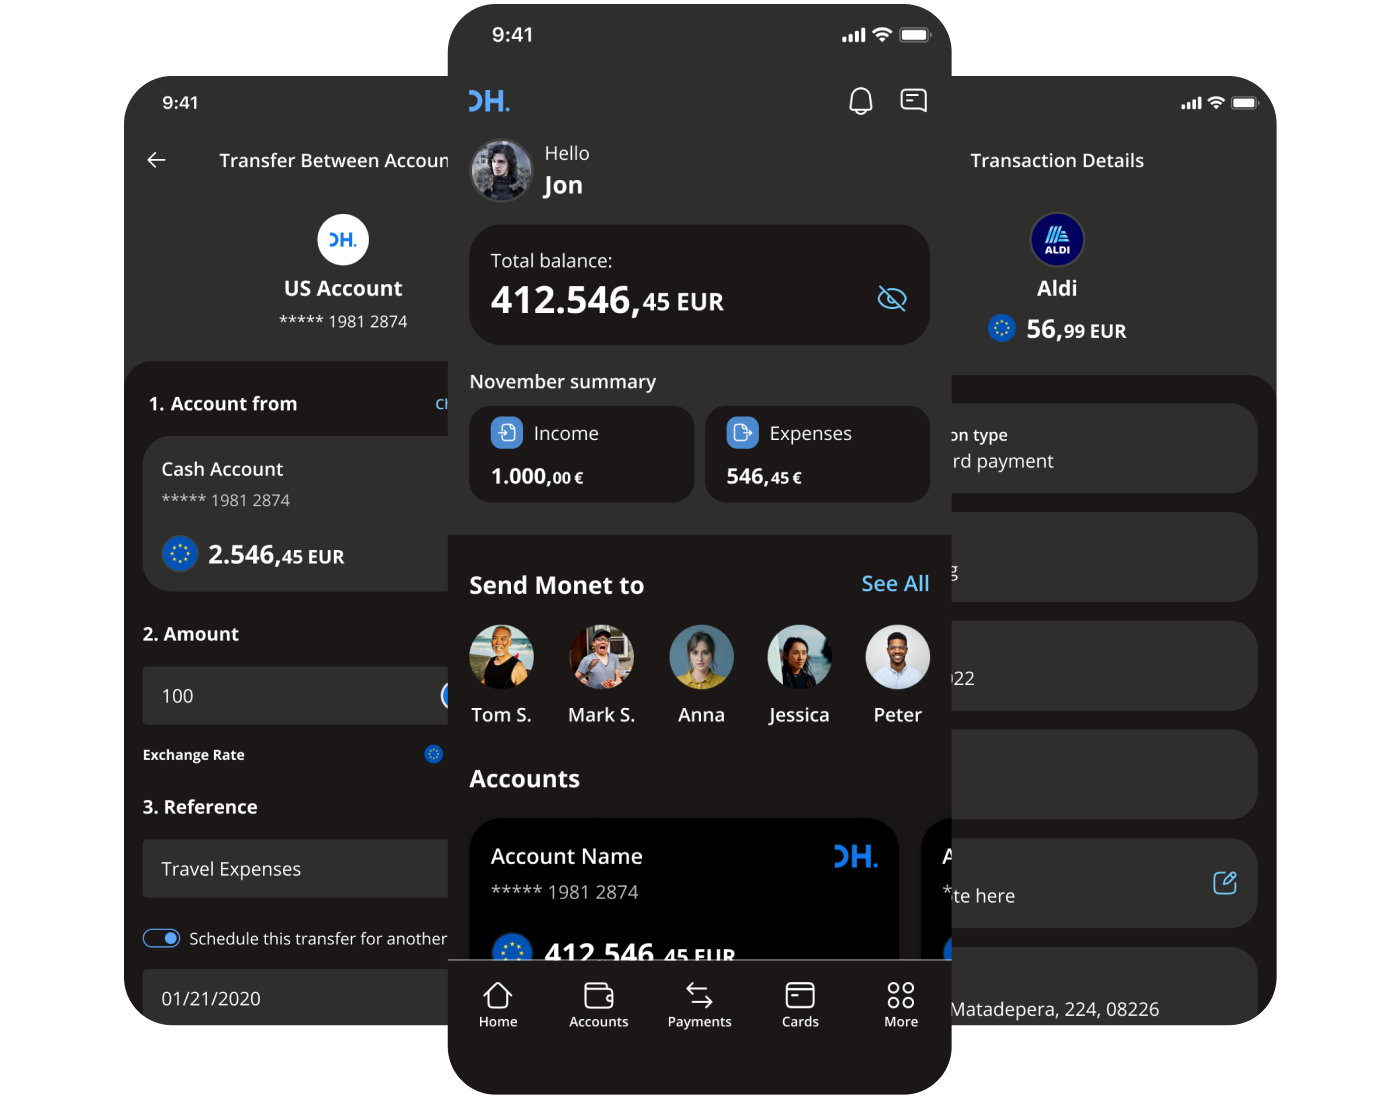 9:41
Transfer Between Accoun
DH.
US Account
***** 1981 2874
1. Account from
Ch
Cash Account
***** 1981 2874
2.546,45 EUR
2. Amount
100
Exchange Rate
3. Reference
Travel Expenses
Schedule this transfer for another
01/21/2020
9:41
DH.
Hello
Jon
Total balance:
412.546,45 EUR
November summary
Income
1.000,00 €
Expenses
546,45 €
Send Monet to
See All
Tom S.
Mark S.
Anna
Jessica
Peter
Accounts
Account Name
DH.
***** 1981 2874
412.546,45 EUR
A
*
Home
Accounts
Payments
Cards
More
Transaction Details
ALDI
Aldi
56,99 EUR
on type
rd payment
g
022
te here
Matadepera, 224, 08226